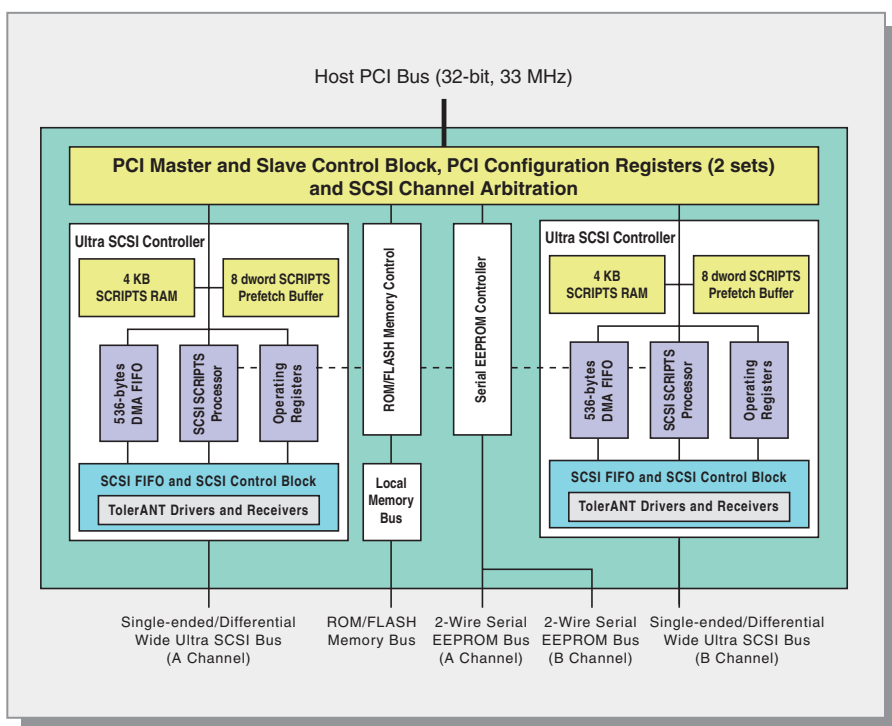 Host PCI Bus (32-bit, 33 MHz)
PCI Master and Slave Control Block, PCI Configuration Registers (2 sets)
and SCSI Channel Arbitration
Ultra SCSI Controller
4 KB
SCRIPTS RAM
8 dword SCRIPTS
Prefetch Buffer
536-bytes
DMA FIFO
SCSI SCRIPTS
Processor
Operating
Registers
SCSI FIFO and SCSI Control Block
TolerANT Drivers and Receivers
ROM/FLASH Memory Control
Local
Memory
Bus
Serial EEPROM Controller
Ultra SCSI Controller
4 KB
SCRIPTS RAM
8 dword SCRIPTS
Prefetch Buffer
536-bytes
DMA FIFO
SCSI SCRIPTS
Processor
Operating
Registers
SCSI FIFO and SCSI Control Block
TolerANT Drivers and Receivers
Single-ended/Differential
Wide Ultra SCSI Bus
(A Channel)
ROM/FLASH
Memory Bus
2-Wire Serial
EEPROM Bus
(A Channel)
2-Wire Serial
EEPROM Bus
(B Channel)
Single-ended/Differential
Wide Ultra SCSI Bus
(B Channel)